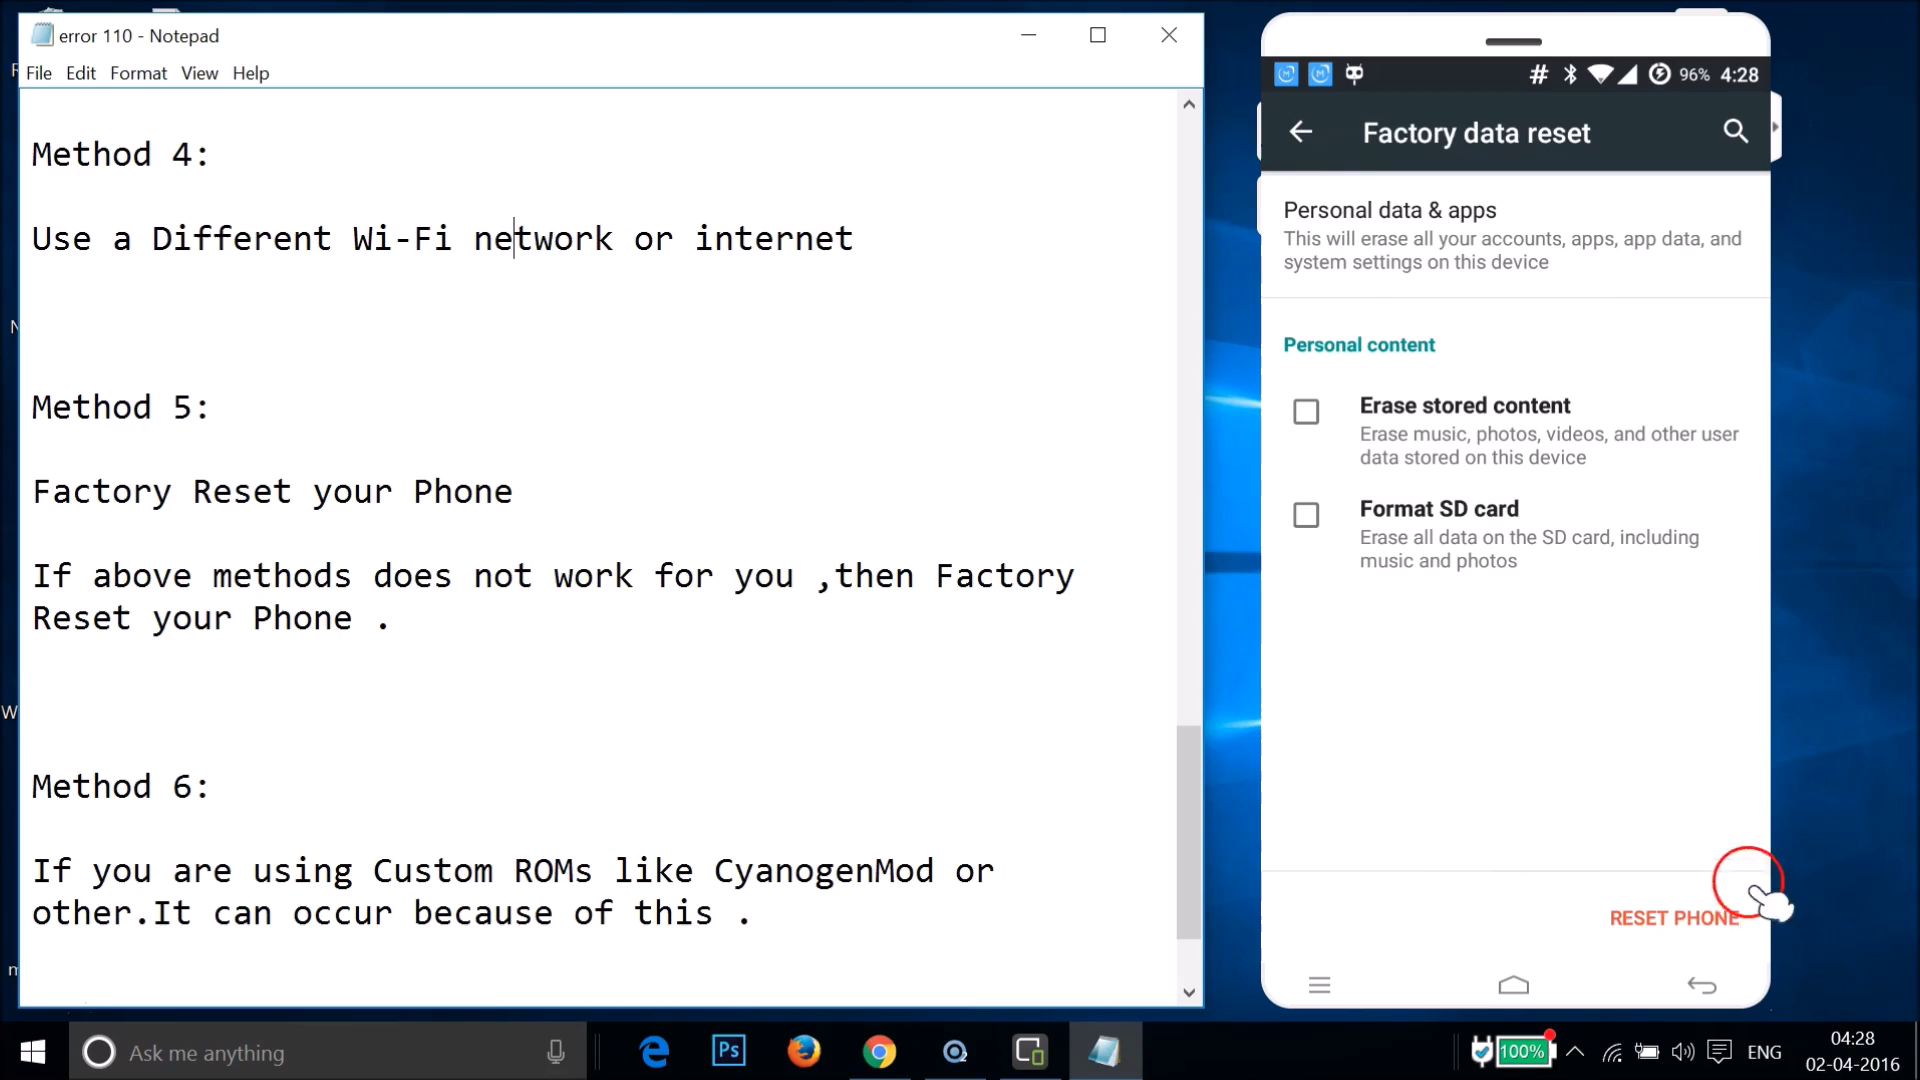 error 110 - Notepad
File Edit Format View Help
Method 4:
Use a Different Wi-Fi network or internet
Method 5:
Factory Reset your Phone
If above methods does not work for you ,then Factory
Reset your Phone .
Method 6:
If you are using Custom ROMs like CyanogenMod or
other.It can occur because of this .
# 96% 4:28
Factory data reset
Personal data & apps
This will erase all your accounts, apps, app data, and
system settings on this device
Personal content
Erase stored content
Erase music, photos, videos, and other user
data stored on this device
Format SD card
Erase all data on the SD card, including
music and photos
RESET PHONE
Ask me anything
Ps
100%
ENG
04:28
02-04-2016